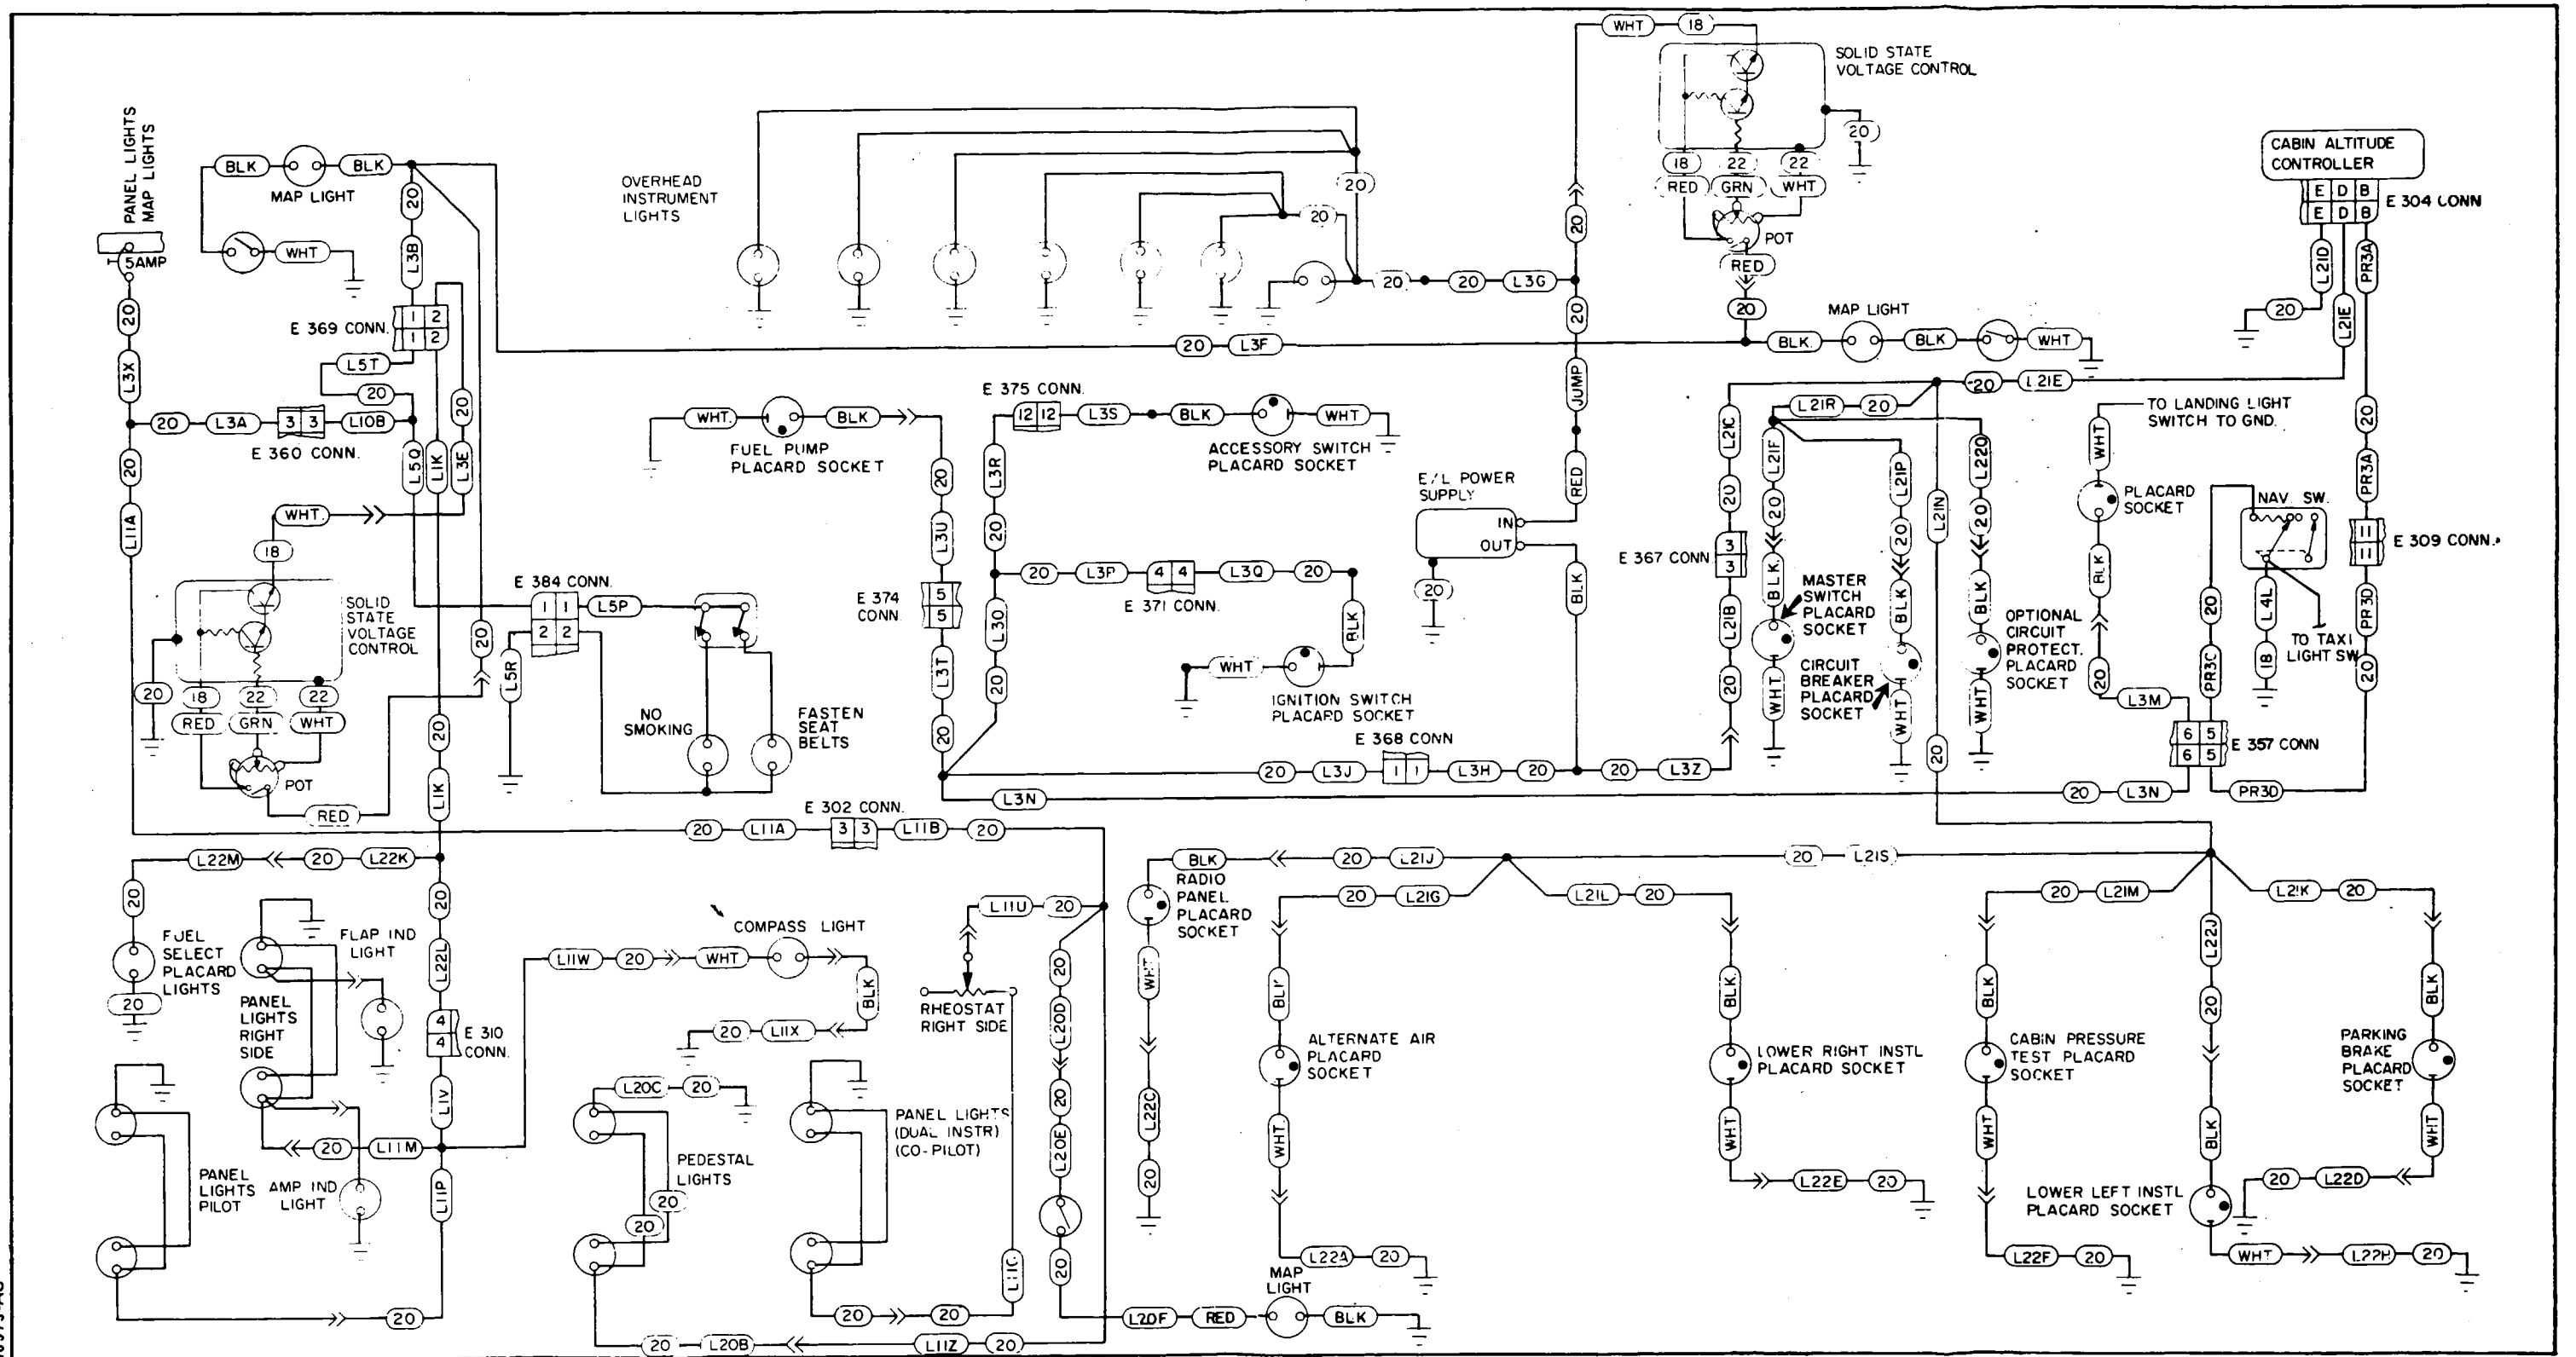 PANEL LIGHTS
MAP LIGHTS
5AMP
20
L3X
20
L3A
3 3
L10B
E 360 CONN.
20
L11A
BLK
MAP LIGHT
BLK
WHT
20
L3B
E 369 CONN.
1 2
1 2
L5T
20
L5Q
L1K
20
L3E
WHT.
18
SOLID
STATE
VOLTAGE
CONTROL
20
18
22
22
RED
GRN
WHT
POT
RED
20
20
L1K
OVERHEAD
INSTRUMENT
LIGHTS
20
20
20
20
L3G
WHT
18
SOLID STATE
VOLTAGE CONTROL
20
18
22
22
RED
GRN
WHT
POT
RED
20
20
20
JUMP
RED
20
L3F
MAP LIGHT
BLK.
BLK
WHT
CABIN ALTITUDE
CONTROLLER
E D B
E D B
E 304 CONN
L21D
20
L21E
PR3A
20
L21E
20
PR3A
11
11
E 309 CONN.
PR3D
20
WHT.
BLK
FUEL PUMP
PLACARD SOCKET
20
L3U
E 374
CONN
5
5
L3T
20
E 375 CONN.
12 12
L3S
BLK
WHT
ACCESSORY SWITCH
PLACARD SOCKET
L3R
20
20
L3P
4 4
L3Q
20
E 371 CONN.
L3O
20
BLK
WHT
IGNITION SWITCH
PLACARD SOCKET
E/L POWER
SUPPLY
IN
OUT
20
BLK
E 384 CONN.
1 1
2 2
L5P
L5R
NO
SMOKING
FASTEN
SEAT
BELTS
E 368 CONN
20
L3J
1 1
L3H
20
20
L3Z
L3N
20
L3N
L21C
20
E 367 CONN.
3
3
L21B
20
L21R
20
L21F
20
BLK
MASTER
SWITCH
PLACARD
SOCKET
WHT
L21P
20
BLK
CIRCUIT
BREAKER
PLACARD
SOCKET
WHT
L22Q
20
BLK
OPTIONAL
CIRCUIT
PROTECT.
PLACARD
SOCKET
WHT
L21N
20
TO LANDING LIGHT
SWITCH TO GND.
WHT
PLACARD
SOCKET
BLK
20
L3M
NAV. SW.
20
PR3C
L4L
18
TO TAXI
LIGHT SW
6 5
6 5
E 357 CONN
PR3D
E 302 CONN.
20
L11A
3 3
L11B
20
L22M
20
L22K
20
FUEL
SELECT
PLACARD
LIGHTS
20
20
L22L
4
4
E 310
CONN.
L1V
PANEL
LIGHTS
RIGHT
SIDE
FLAP IND
LIGHT
20
L11M
AMP IND
LIGHT
L11P
PANEL
LIGHTS
PILOT
20
L11W
20
WHT
COMPASS LIGHT
BLK
20
L11X
L20C
20
PEDESTAL
LIGHTS
20
20
PANEL LIGHTS
(DUAL INSTR)
(CO-PILOT)
20
20
L11U
20
RHEOSTAT
RIGHT SIDE
20
L20D
20
L20E
20
20
L20B
L11Z
20
L20F
RED
MAP
LIGHT
BLK
BLK
20
L21J
20
L21S
RADIO
PANEL
PLACARD
SOCKET
WHT
L22C
20
20
L21G
L21L
20
ALTERNATE AIR
PLACARD
SOCKET
WHT
L22A
20
BLK
LOWER RIGHT INSTL
PLACARD SOCKET
WHT
L22E
20
20
L21M
BLK
CABIN PRESSURE
TEST PLACARD
SOCKET
WHT
L22F
20
L22J
20
BLK
LOWER LEFT INSTL
PLACARD SOCKET
WHT
L22H
20
L21K
20
BLK
PARKING
BRAKE
PLACARD
SOCKET
WHT
20
L22D